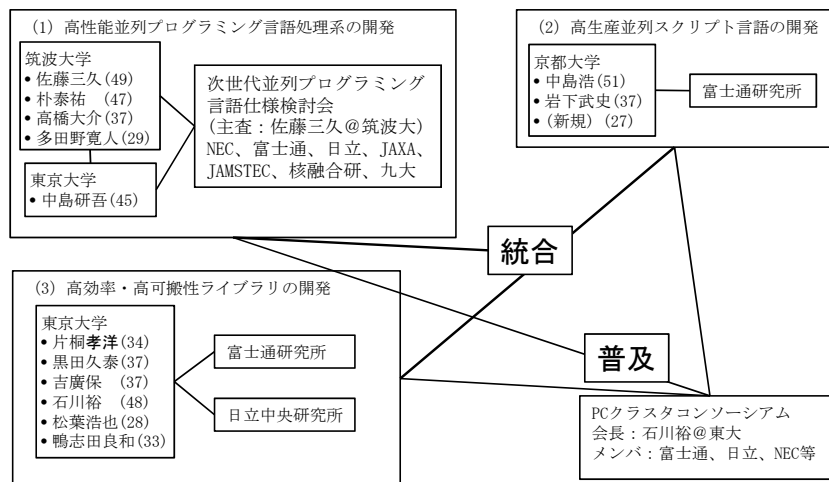 (1) 高性能並列プログラミング言語処理系の開発
筑波大学
• 佐藤三久(49)
• 朴泰祐 (47)
• 高橋大介(37)
• 多田野寛人(29)
東京大学
• 中島研吾(45)
次世代並列プログラミング
言語仕様検討会
(主査：佐藤三久@筑波大)
NEC、富士通、日立、JAXA、
JAMSTEC、核融合研、九大
(2) 高生産並列スクリプト言語の開発
京都大学
• 中島浩(51)
• 岩下武史(37)
• (新規) (27)
富士通研究所
統合
(3) 高効率・高可搬性ライブラリの開発
東京大学
• 片桐孝洋(34)
• 黒田久泰(37)
• 吉廣保 (37)
• 石川裕 (48)
• 松葉浩也(28)
• 鴨志田良和(33)
富士通研究所
日立中央研究所
普及
PCクラスタコンソーシアム
会長：石川裕@東大
メンバ：富士通、日立、NEC等